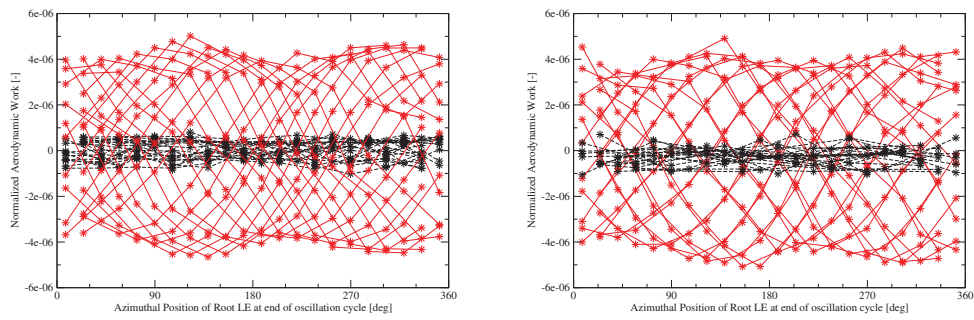 6e-06
4e-06
2e-06
0
-2e-06
-4e-06
-6e-06
Normalized Aerodynamic Work [-]
0
90
180
270
360
Azimuthal Position of Root LE at end of oscillation cycle [deg]
6e-06
4e-06
2e-06
0
-2e-06
-4e-06
-6e-06
Normalized Aerodynamic Work [-]
0
90
180
270
360
Azimuthal Position of Root LE at end of oscillation cycle [deg]